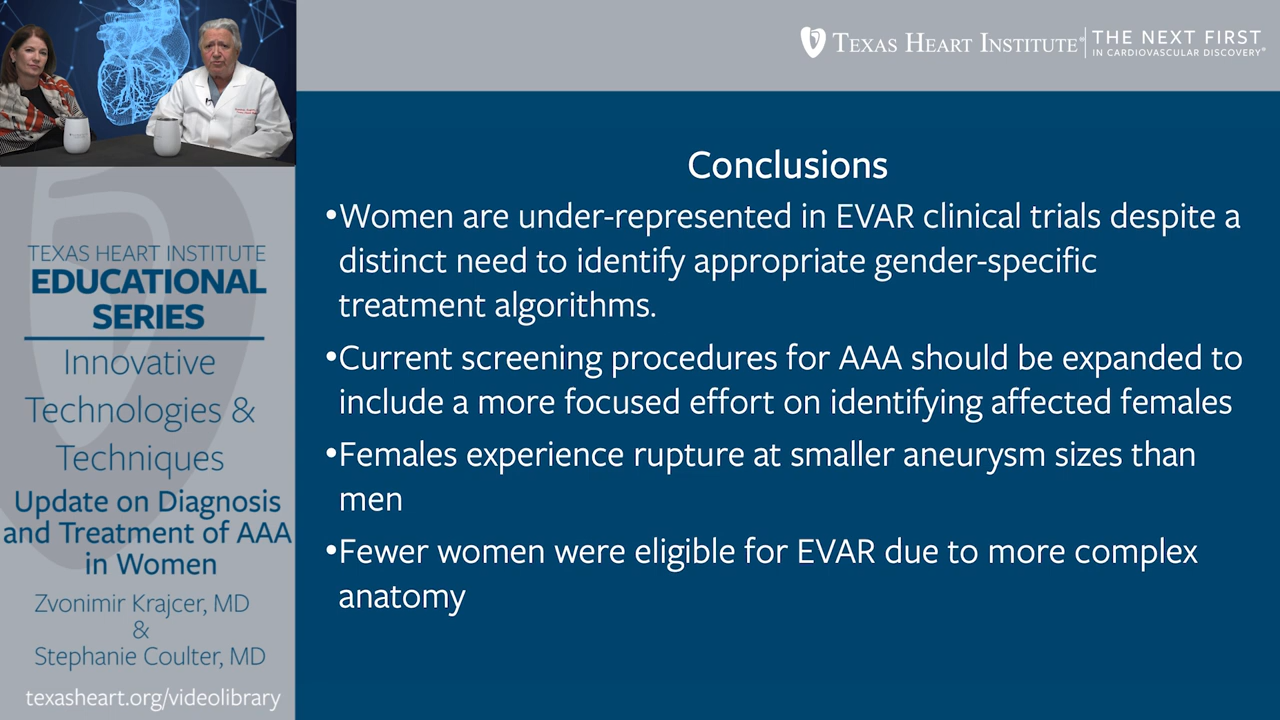 TEXAS HEART INSTITUTE®
THE NEXT FIRST
IN CARDIOVASCULAR DISCOVERY®
TEXAS HEART INSTITUTE
EDUCATIONAL
SERIES
Innovative
Technologies &
Techniques
Update on Diagnosis
and Treatment of AAA
in Women
Zvonimir Krajcer, MD
&
Stephanie Coulter, MD
texasheart.org/videolibrary
Conclusions
•Women are under-represented in EVAR clinical trials despite a
distinct need to identify appropriate gender-specific
treatment algorithms.
•Current screening procedures for AAA should be expanded to
include a more focused effort on identifying affected females
•Females experience rupture at smaller aneurysm sizes than
men
•Fewer women were eligible for EVAR due to more complex
anatomy